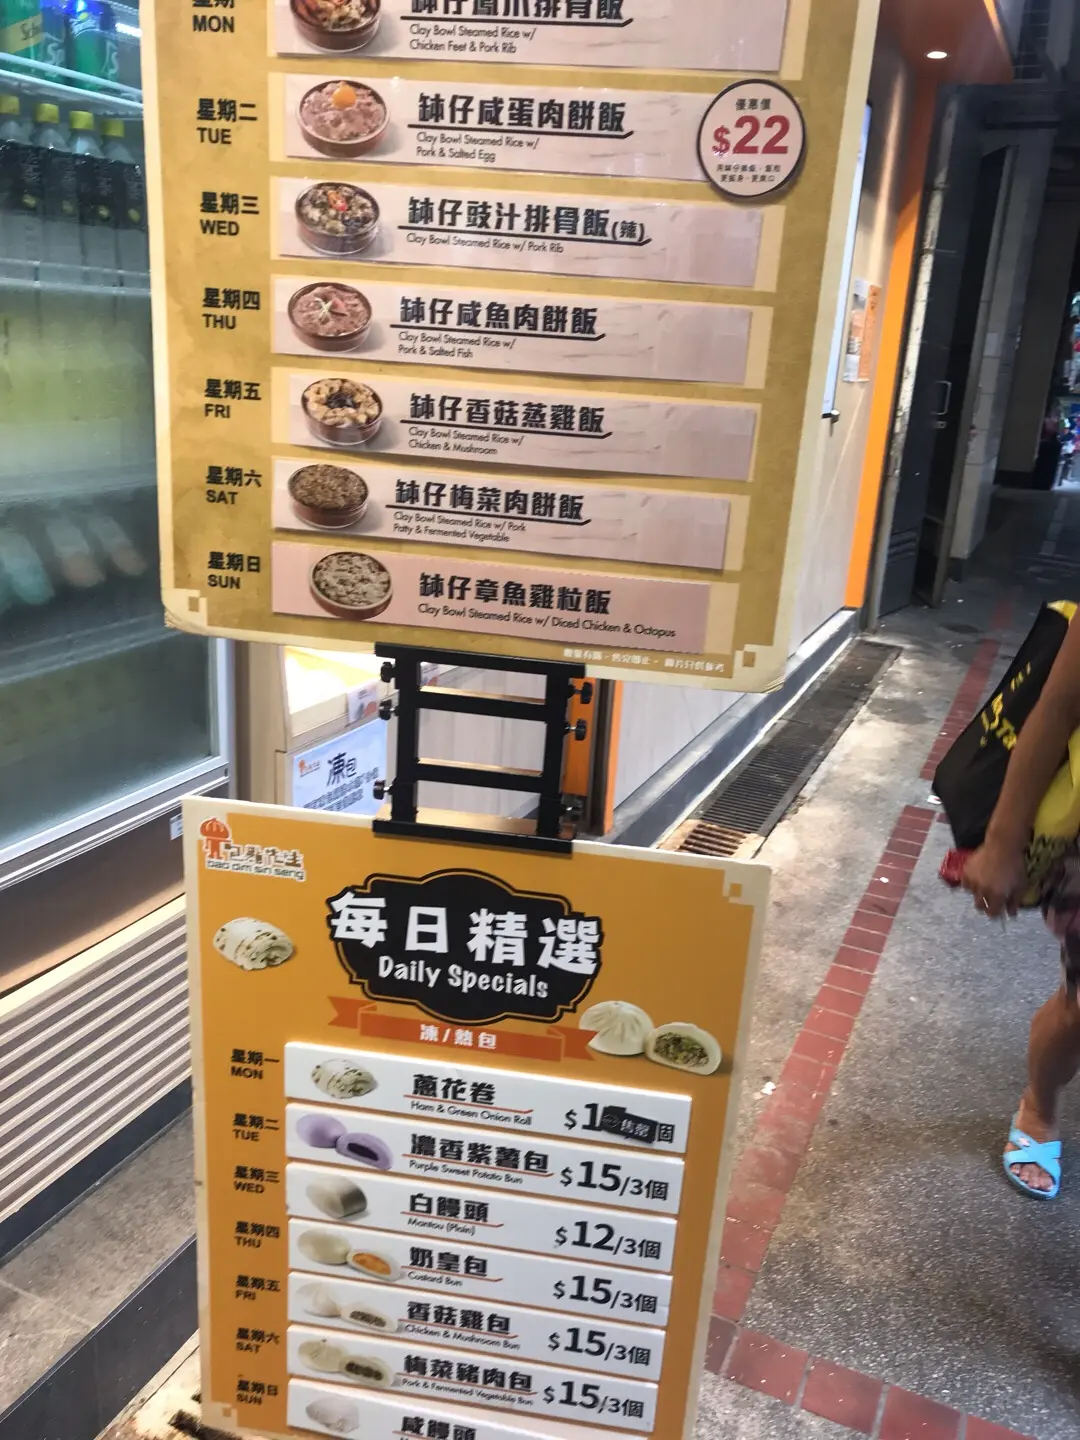 MON
缽仔鳳爪排骨飯
Clay Bowl Steamed Rice w/
Chicken Feet & Pork Rib
星期二
TUE
缽仔咸蛋肉餅飯
Clay Bowl Steamed Rice w/
Pork & Salted Egg
優惠價
$22
星期三
WED
缽仔豉汁排骨飯(辣)
Clay Bowl Steamed Rice w/ Pork Rib
星期四
THU
缽仔咸魚肉餅飯
Clay Bowl Steamed Rice w/
Pork & Salted Fish
星期五
FRI
缽仔香菇蒸雞飯
Clay Bowl Steamed Rice w/
Chicken & Mushroom
星期六
SAT
缽仔梅菜肉餅飯
Clay Bowl Steamed Rice w/ Pork
Patty & Fermented Vegetable
星期日
SUN
缽仔章魚雞粒飯
Clay Bowl Steamed Rice w/ Diced Chicken & Octopus
凍包
bao dim sin seng
每日精選
Daily Specials
凍/熱包
星期一
MON
蔥花卷
Ham & Green Onion Roll
$1 售罄 個
星期二
TUE
濃香紫薯包
Purple Sweet Potato Bun
$15/3個
星期三
WED
白饅頭
Mantou (Plain)
$12/3個
星期四
THU
奶皇包
Custard Bun
$15/3個
星期五
FRI
香菇雞包
Chicken & Mushroom Bun
$15/3個
星期六
SAT
梅菜豬肉包
Pork & Fermented Vegetable Bun
$15/3個
星期日
SUN
咸饅頭